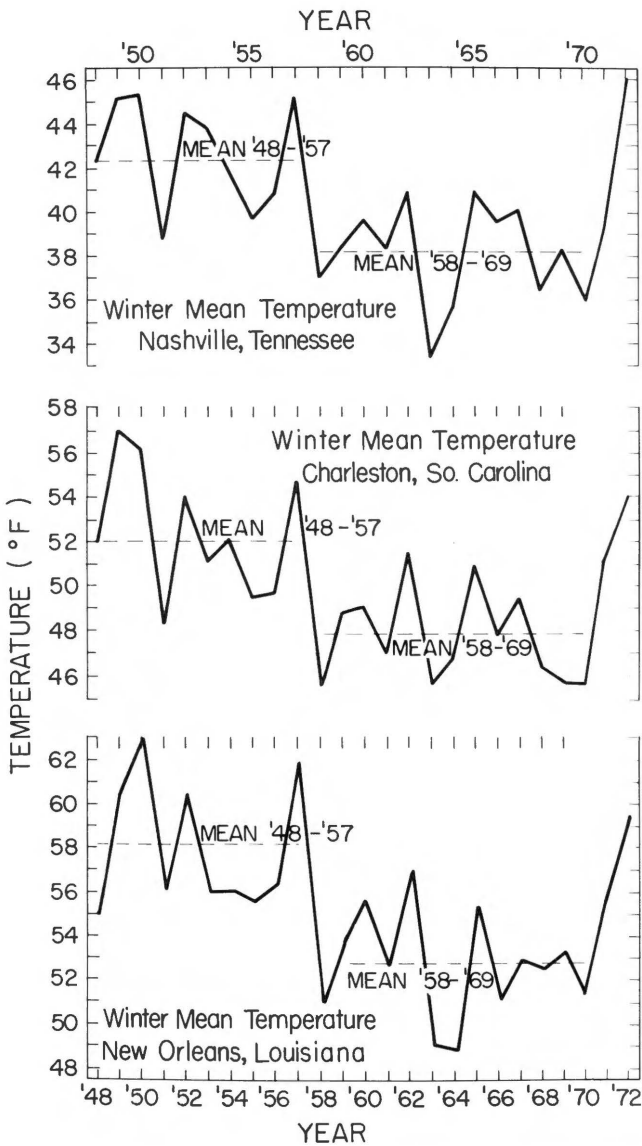 YEAR
'50 '55 '60 '65 '70
46
44
MEAN '48-'57
42
40
38
MEAN '58-'69
36
Winter Mean Temperature
Nashville, Tennessee
34
58
56
Winter Mean Temperature
Charleston, So. Carolina
54
MEAN '48-'57
52
50
48
MEAN '58-'69
46
TEMPERATURE (°F)
62
60
MEAN '48-'57
58
56
54
52
MEAN '58-'69
50
Winter Mean Temperature
New Orleans, Louisiana
48
'48 '50 '52 '54 '56 '58 '60 '62 '64 '66 '68 '70 '72
YEAR